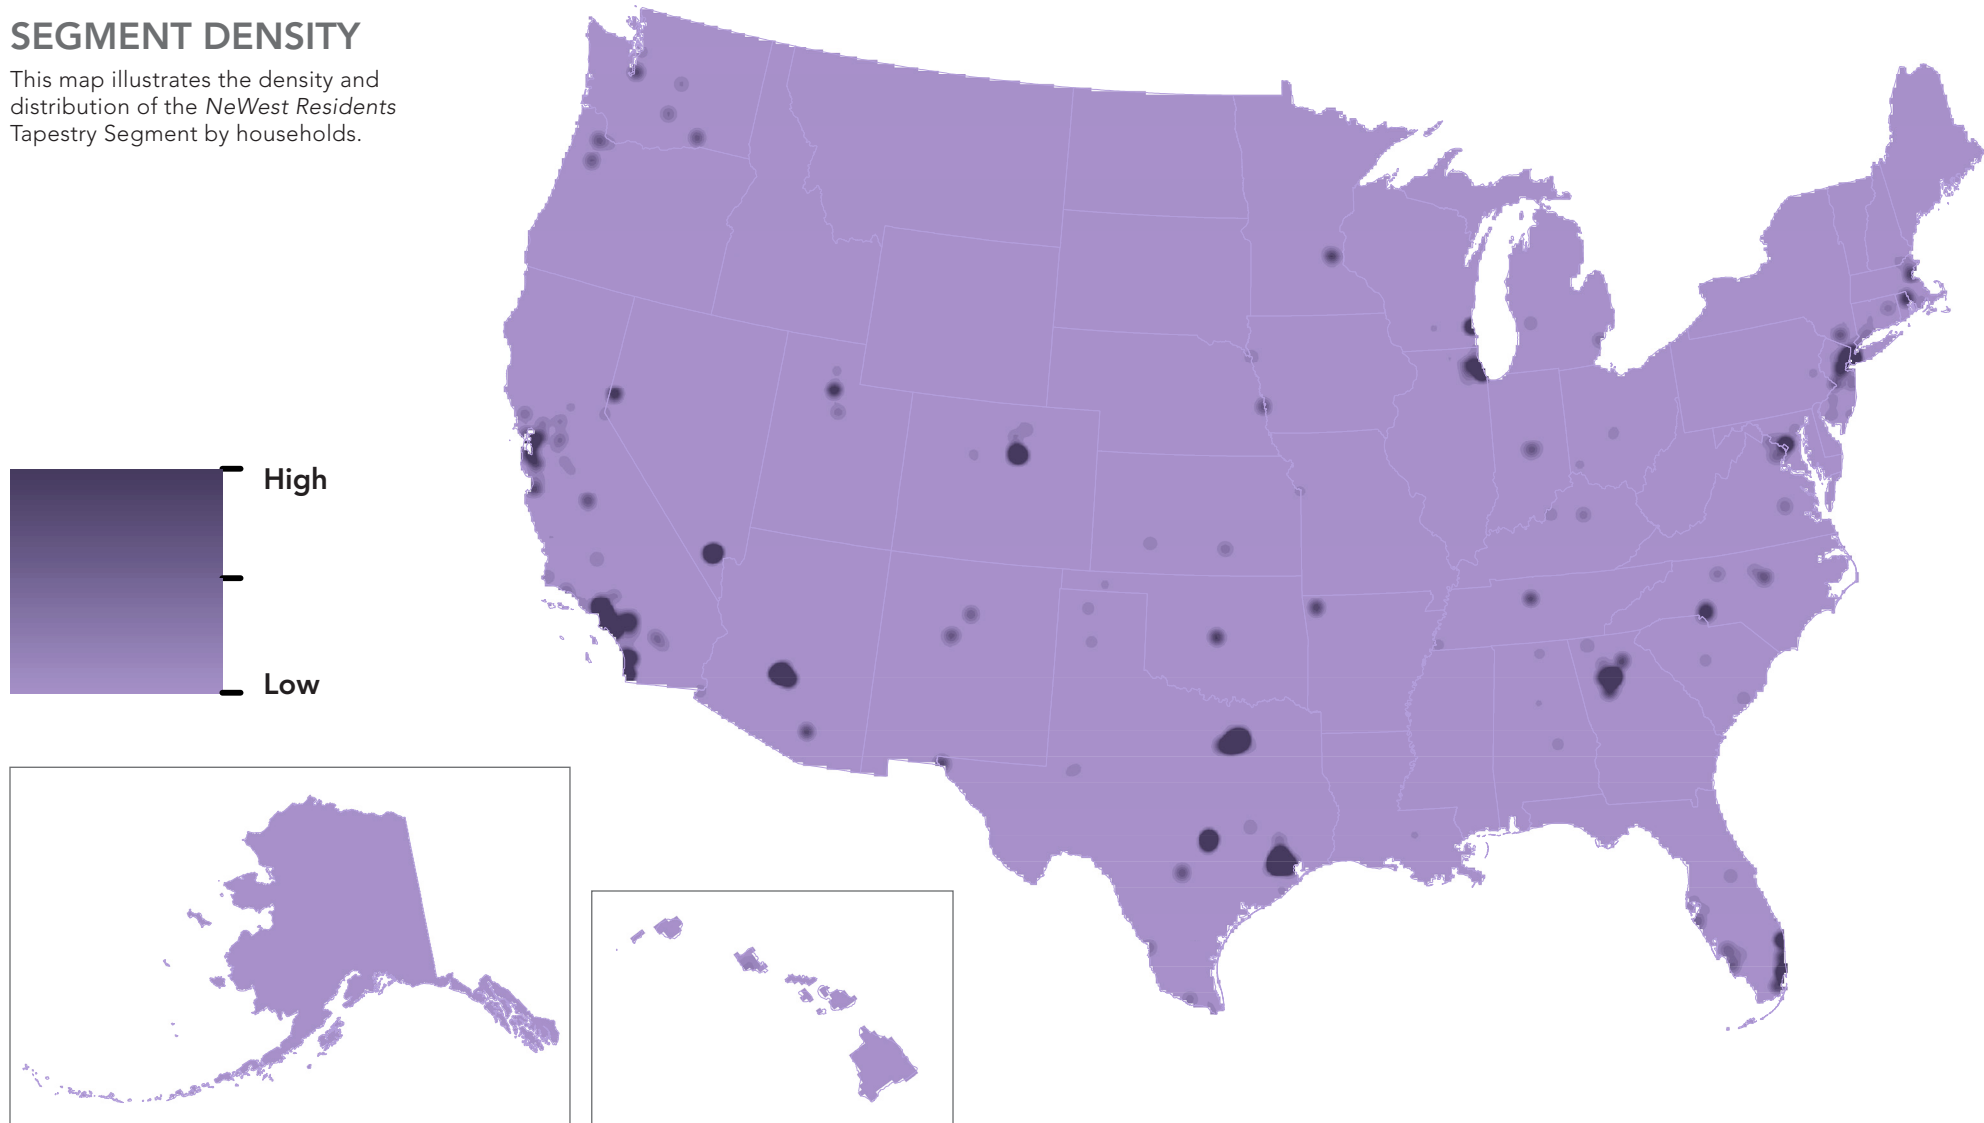 SEGMENT DENSITY
This map illustrates the density and
distribution of the NeWest Residents
Tapestry Segment by households.
High
Low